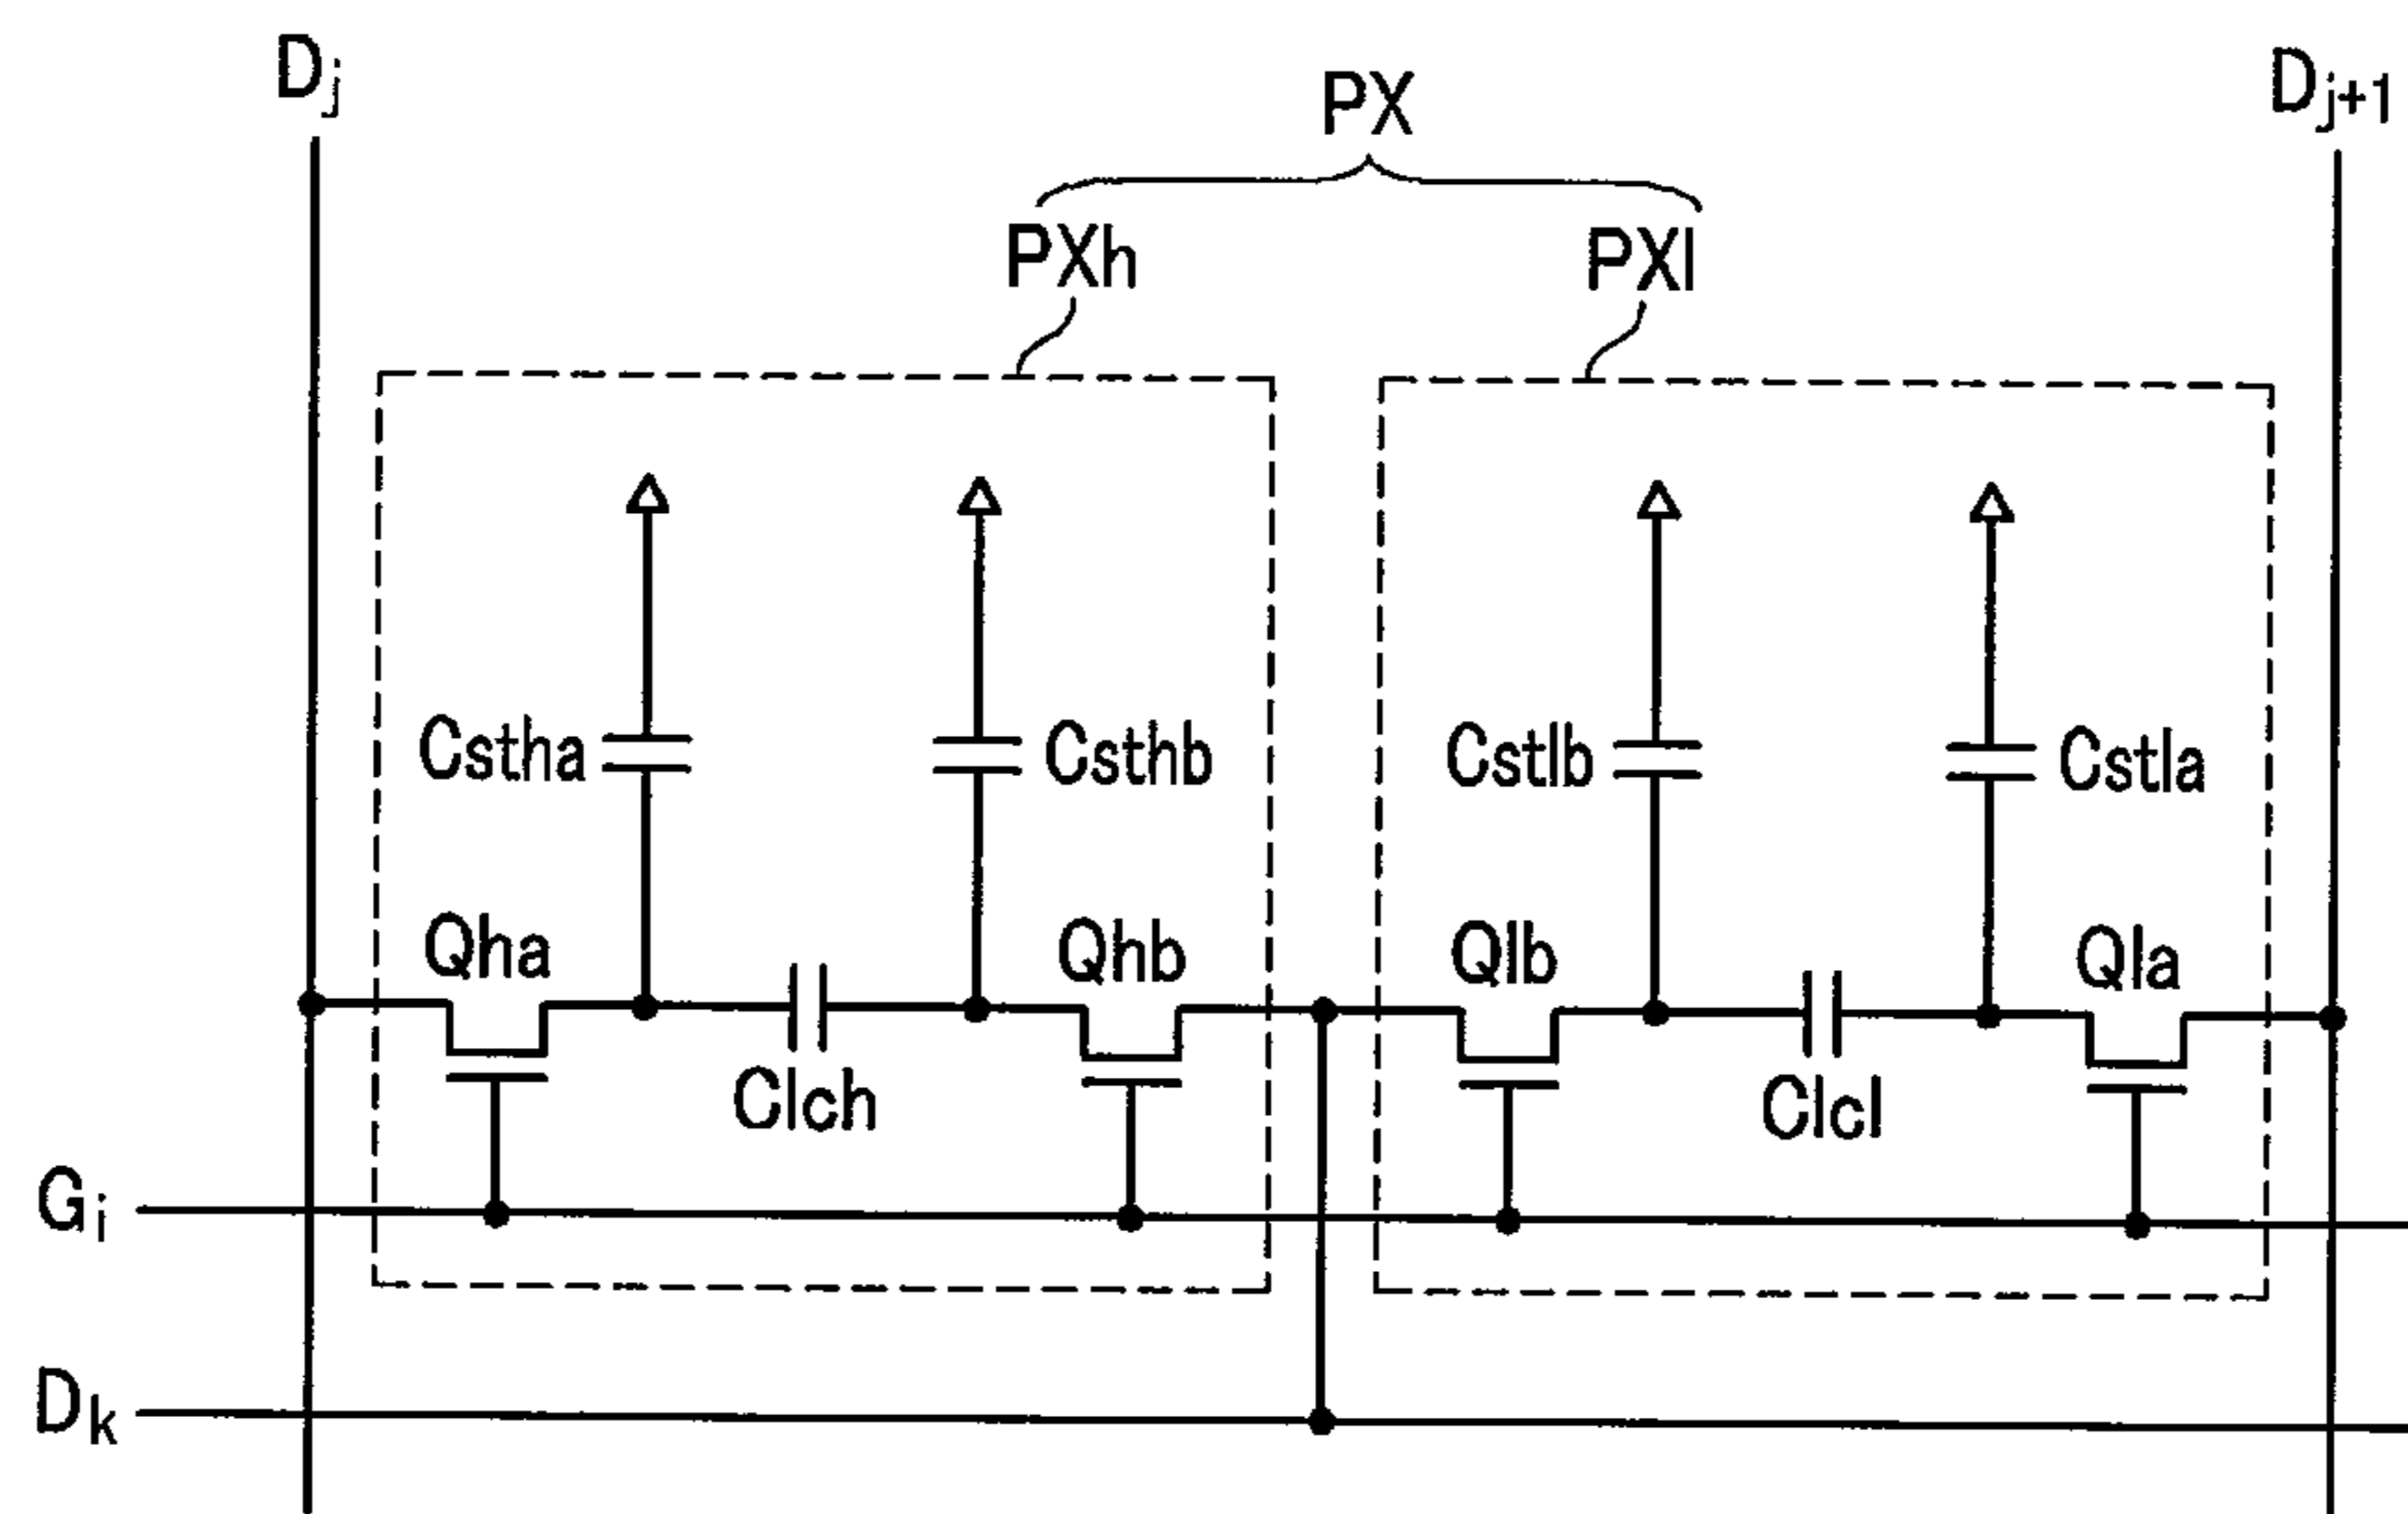 Dj
PX
Dj+1
PXh
PXl
Cstha
Csthb
Cstlb
Cstla
Qha
Qhb
Qlb
Qla
Clch
Clcl
Gi
Dk